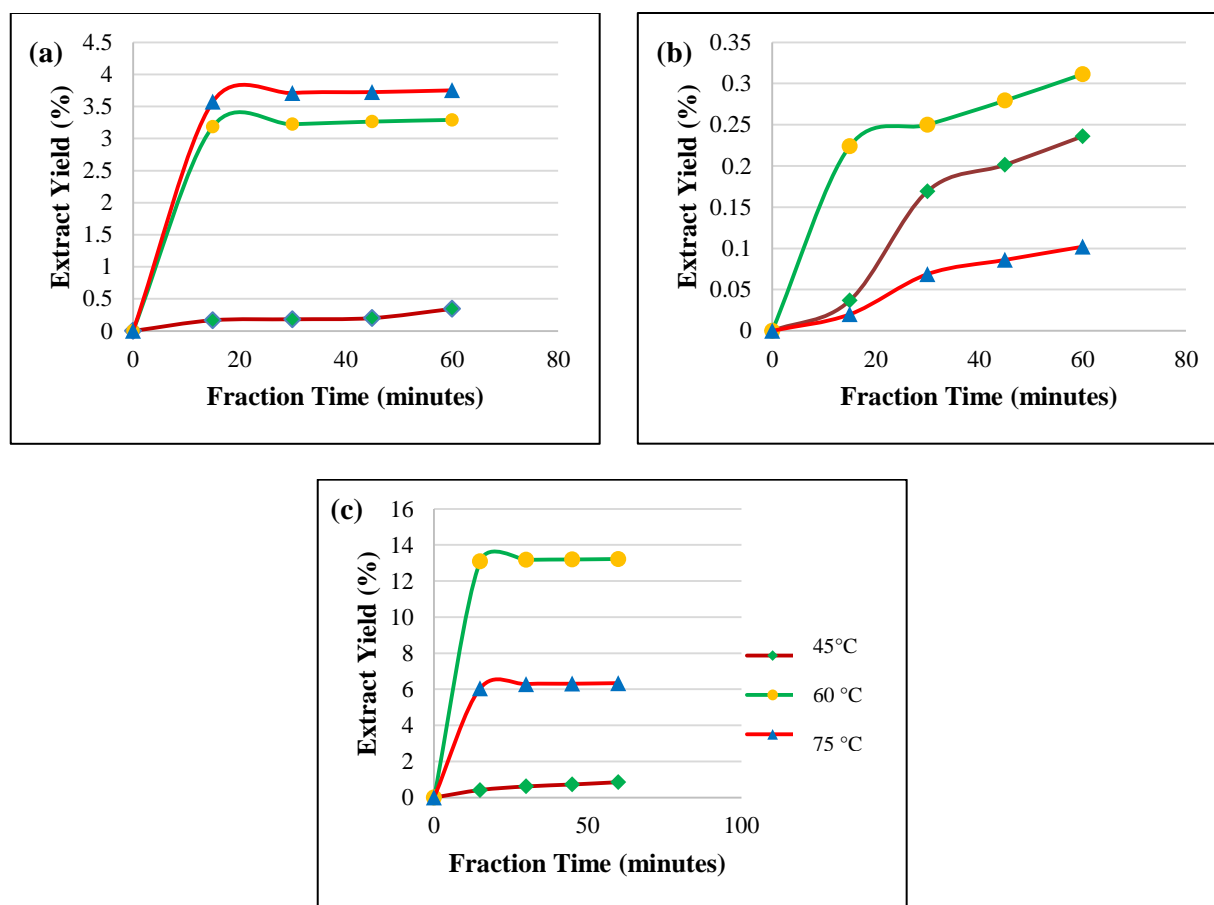 (a)
Extract Yield (%)
4.5
4
3.5
3
2.5
2
1.5
1
0.5
0
0 20 40 60 80
Fraction Time (minutes)
(b)
Extract Yield (%)
0.35
0.3
0.25
0.2
0.15
0.1
0.05
0
0 20 40 60 80
Fraction Time (minutes)
(c)
Extract Yield (%)
16
14
12
10
8
6
4
2
0
0 50 100
Fraction Time (minutes)
45°C
60 °C
75 °C